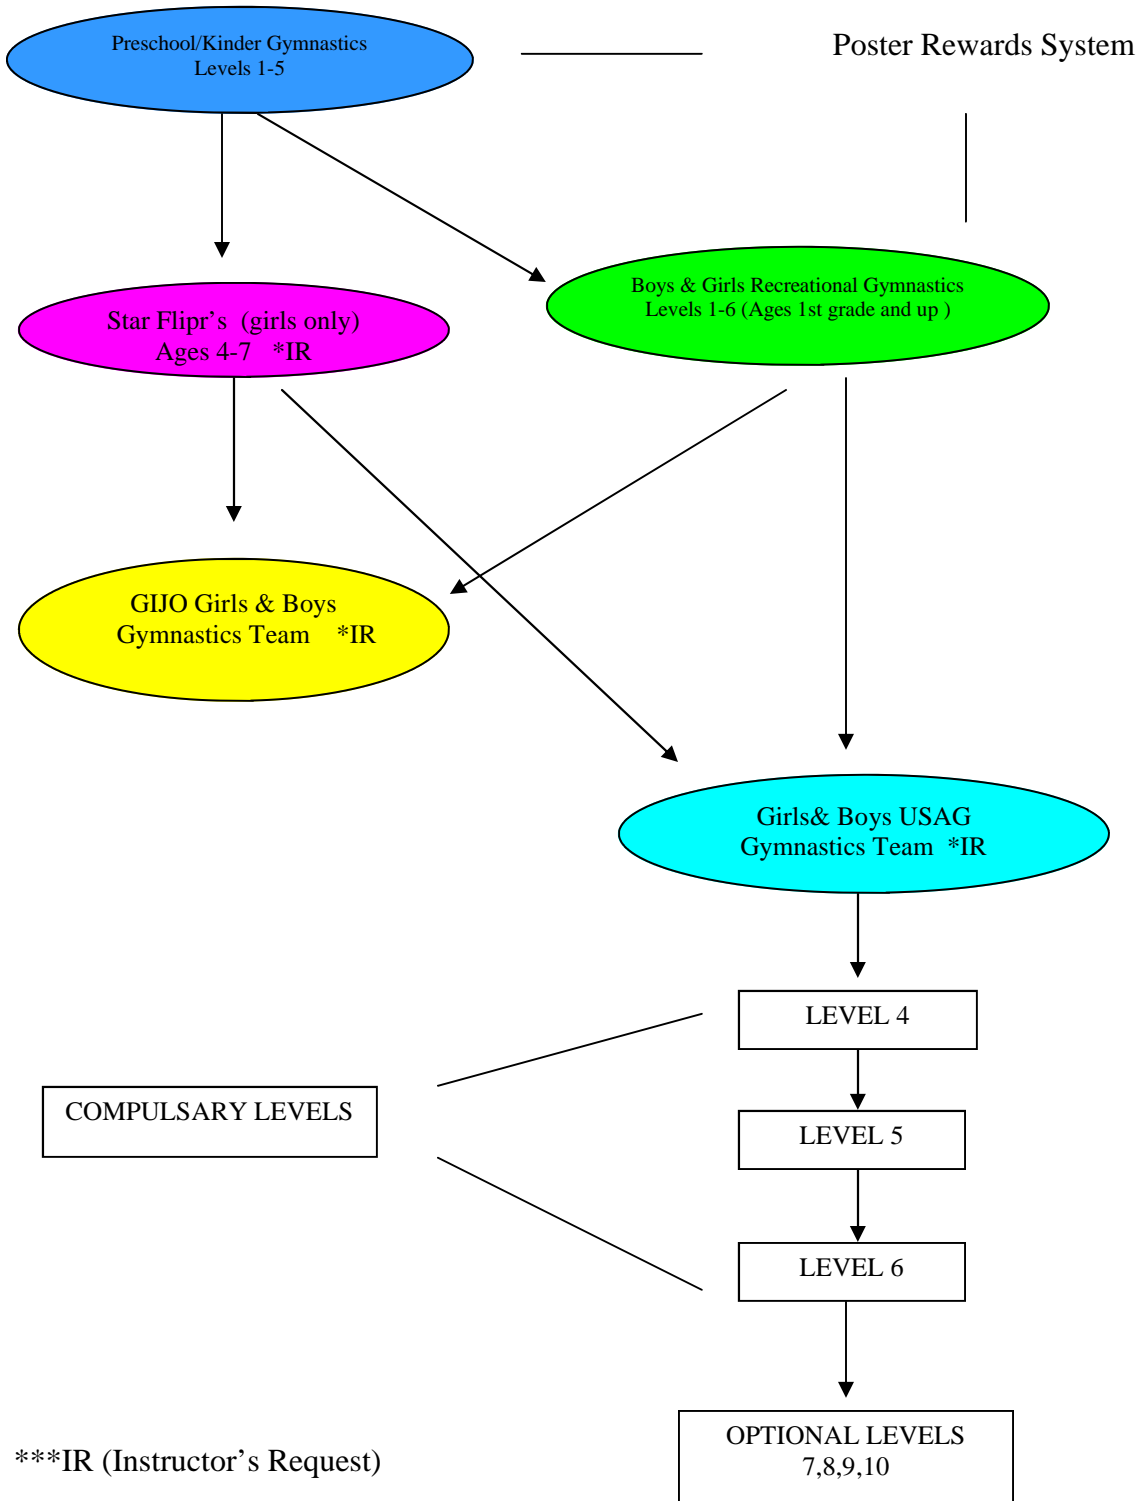 Preschool/Kinder Gymnastics
Levels 1-5
Poster Rewards System
Boys & Girls Recreational Gymnastics
Levels 1-6 (Ages 1st grade and up )
Star Flipr’s (girls only)
Ages 4-7 *IR
GIJO Girls & Boys
Gymnastics Team *IR
Girls& Boys USAG
Gymnastics Team *IR
LEVEL 4
COMPULSARY LEVELS
LEVEL 5
LEVEL 6
OPTIONAL LEVELS
7,8,9,10
***IR (Instructor’s Request)